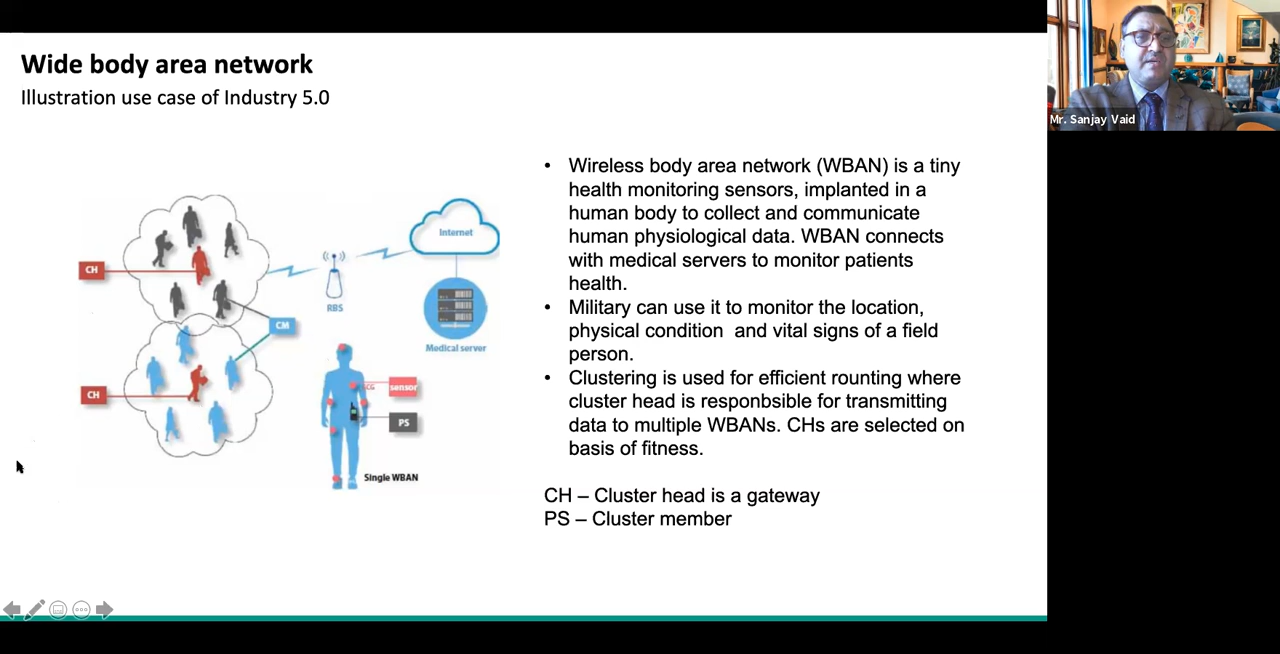 Wide body area network
Illustration use case of Industry 5.0
Mr. Sanjay Vaid
CH
CM
CH
RBS
Internet
Medical server
sensor
PS
Single WBAN
• Wireless body area network (WBAN) is a tiny
health monitoring sensors, implanted in a
human body to collect and communicate
human physiological data. WBAN connects
with medical servers to monitor patients
health.
• Military can use it to monitor the location,
physical condition and vital signs of a field
person.
• Clustering is used for efficient rounting where
cluster head is responbsible for transmitting
data to multiple WBANs. CHs are selected on
basis of fitness.
CH – Cluster head is a gateway
PS – Cluster member